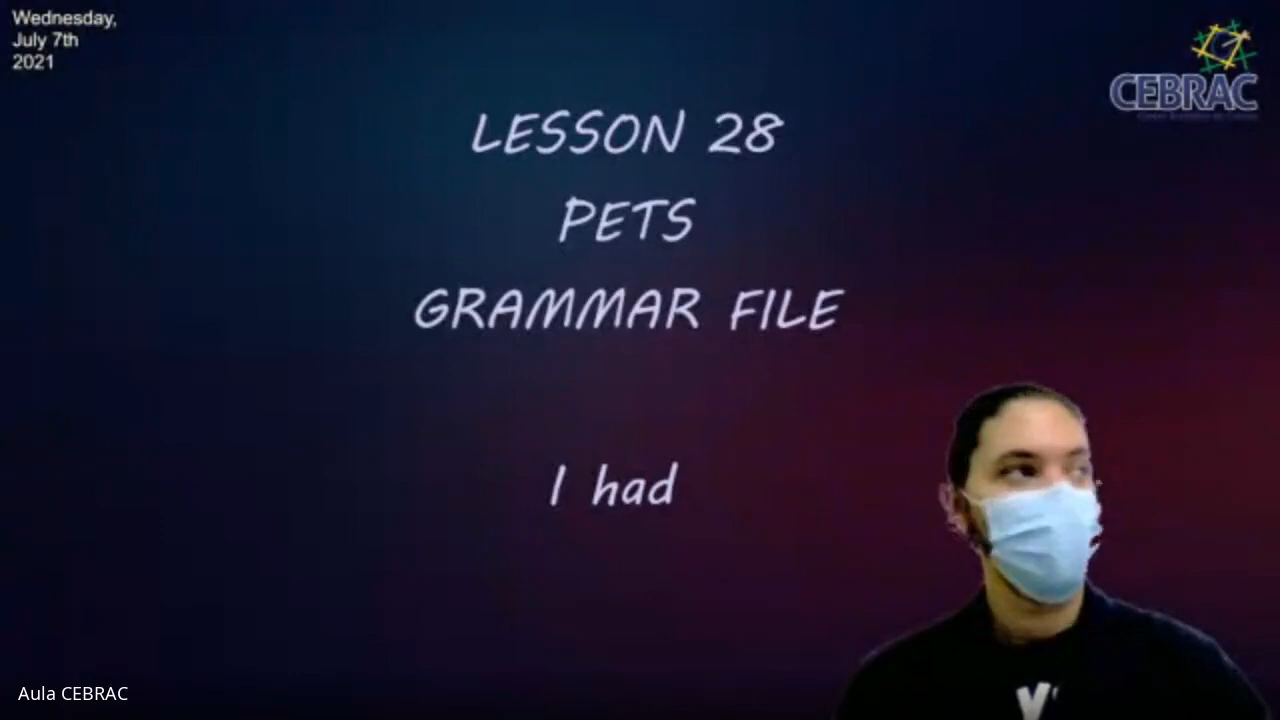 Wednesday,
July 7th
2021
CEBRAC
LESSON 28
PETS
GRAMMAR FILE
I had
Aula CEBRAC